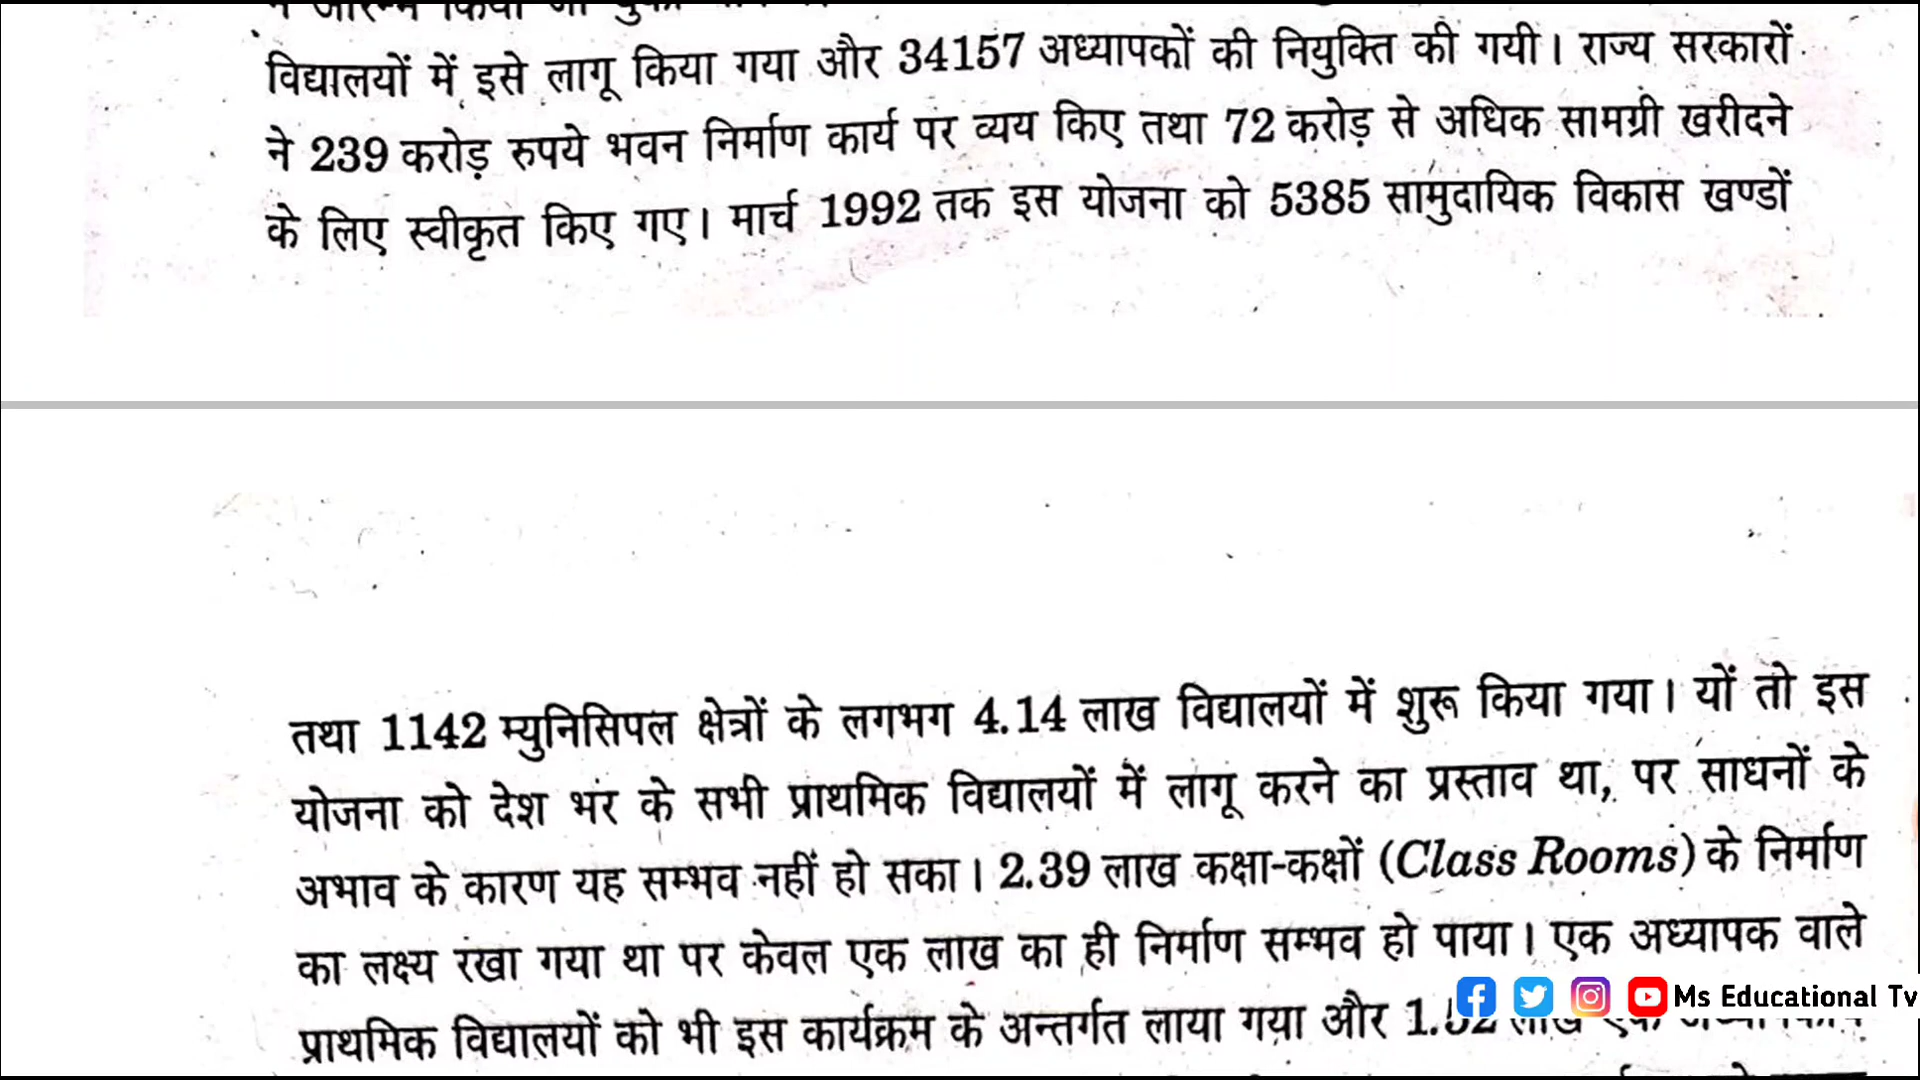 विद्यालयों में इसे लागू किया गया और 34157 अध्यापकों की नियुक्ति की गयी। राज्य सरकारों
ने 239 करोड़ रुपये भवन निर्माण कार्य पर व्यय किए तथा 72 करोड़ से अधिक सामग्री खरीदने
के लिए स्वीकृत किए गए। मार्च 1992 तक इस योजना को 5385 सामुदायिक विकास खण्डों
तथा 1142 म्युनिसिपल क्षेत्रों के लगभग 4.14 लाख विद्यालयों में शुरू किया गया। यों तो इस
योजना को देश भर के सभी प्राथमिक विद्यालयों में लागू करने का प्रस्ताव था, पर साधनों के
अभाव के कारण यह सम्भव नहीं हो सका। 2.39 लाख कक्षा-कक्षों (Class Rooms) के निर्माण
का लक्ष्य रखा गया था पर केवल एक लाख का ही निर्माण सम्भव हो पाया। एक अध्यापक वाले
Ms Educational Tv
प्राथमिक विद्यालयों को भी इस कार्यक्रम के अन्तर्गत लाया गया और